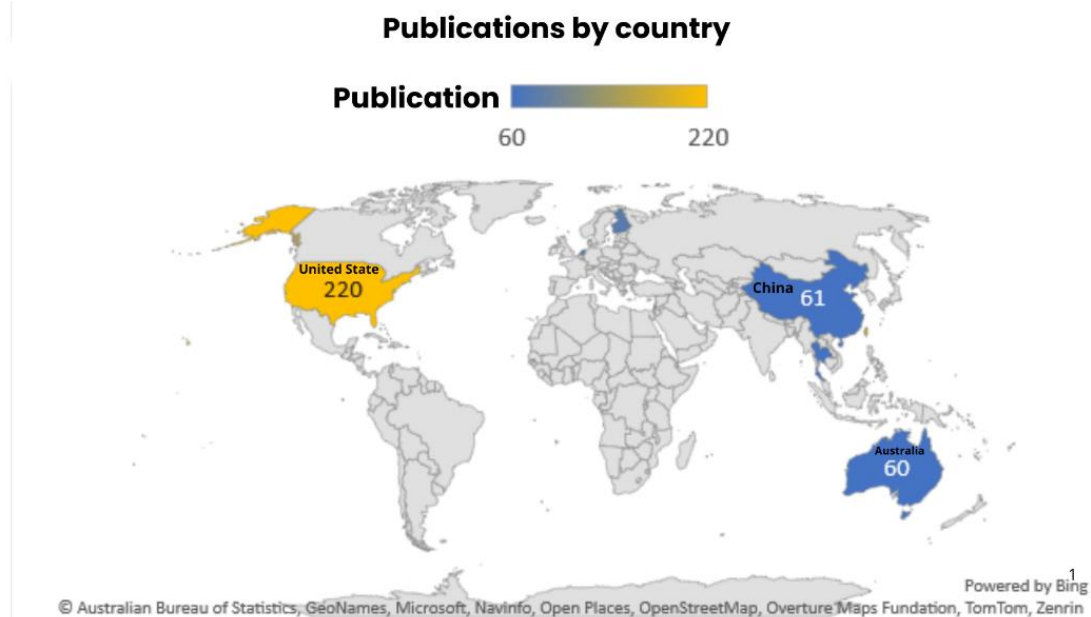 Publications by country
Publication
60 220
United State
220
China 61
Australia
60
1
Powered by Bing
© Australian Bureau of Statistics, GeoNames, Microsoft, Navinfo, Open Places, OpenStreetMap, Overture Maps Fundation, TomTom, Zenrin